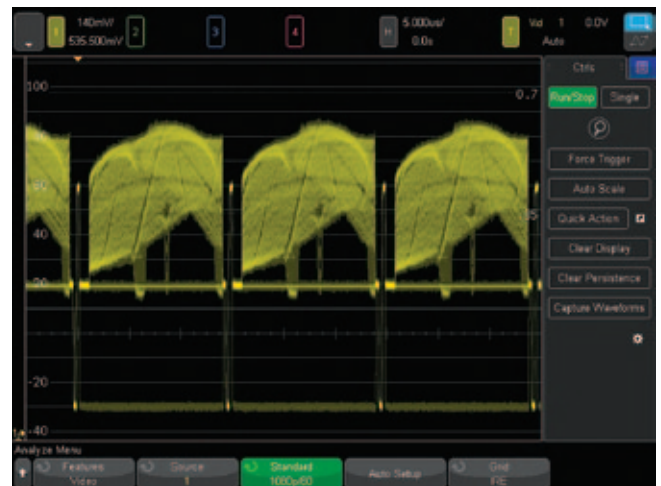 1 140mV/ 535.500mV 2 3 4 H 5.000us/ 0.0s T Vid 1 0.0V Auto
Ctrls
100
0.7
Run/Stop Single
Force Trigger
Auto Scale
60
Quick Action
40
Clear Display
20
Clear Persistence
Capture Waveforms
-20
-40
Analyze Menu
Features Video
Source 1
Standard 1080p/60
Auto Setup
Grid IRE